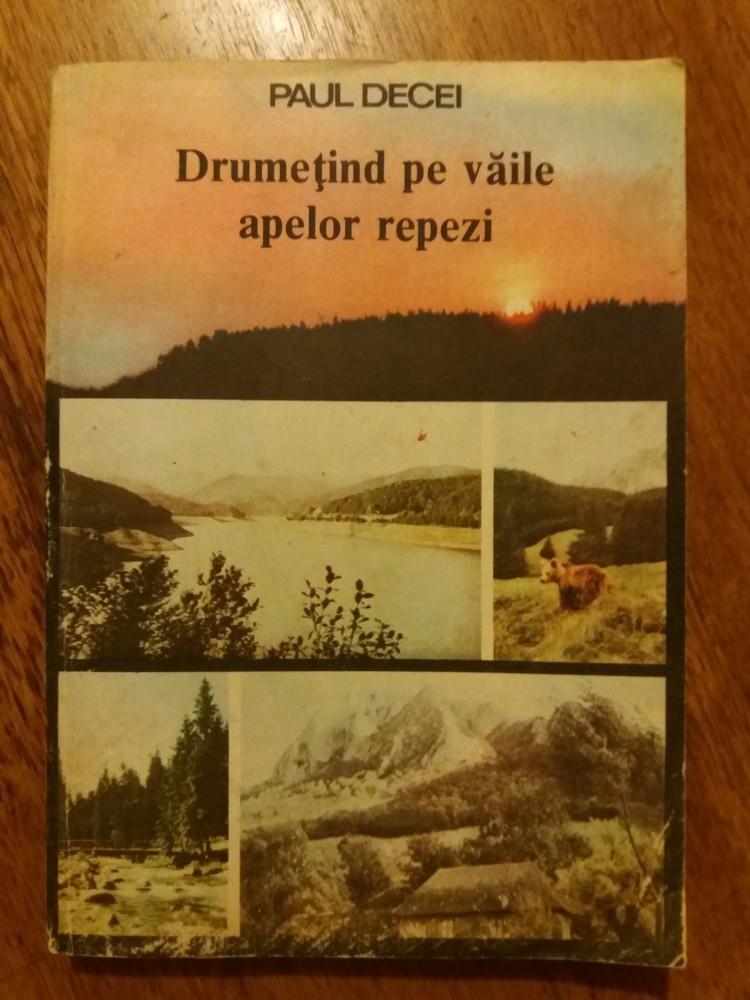 PAUL DECEI
Drumeţind pe văile
apelor repezi